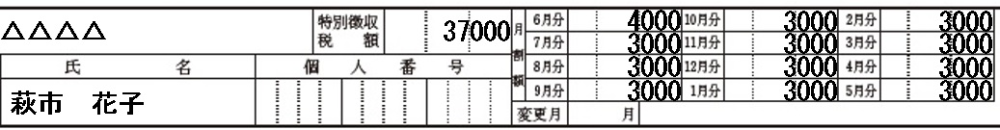 △△△△ 特別徴収税額 37000 月割額 6月分 4000 10月分 3000 2月分 3000
7月分 3000 11月分 3000 3月分 3000
氏名 個人番号 8月分 3000 12月分 3000 4月分 3000
萩市 花子 9月分 3000 1月分 3000 5月分 3000
変更月 月